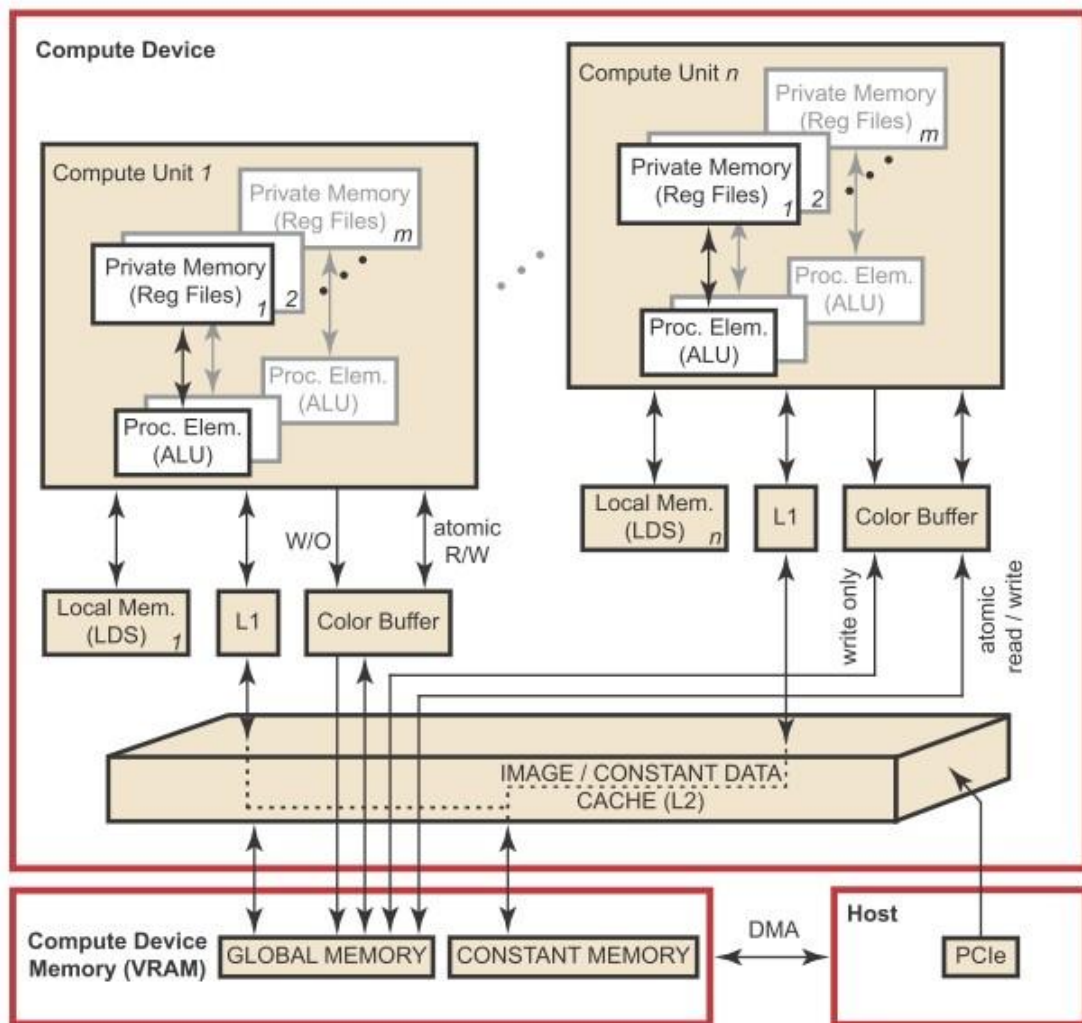 Compute Device
Compute Unit n
Private Memory
(Reg Files)
m
Private Memory
(Reg Files)
1
2
Proc. Elem.
(ALU)
Proc. Elem.
(ALU)
Compute Unit 1
Private Memory
(Reg Files)
m
Private Memory
(Reg Files)
1
2
Proc. Elem.
(ALU)
Proc. Elem.
(ALU)
Local Mem.
(LDS)
n
L1
Color Buffer
W/O
atomic
R/W
Local Mem.
(LDS)
1
L1
Color Buffer
write only
atomic
read / write
IMAGE / CONSTANT DATA
CACHE (L2)
Compute Device
Memory (VRAM)
GLOBAL MEMORY
CONSTANT MEMORY
DMA
Host
PCIe